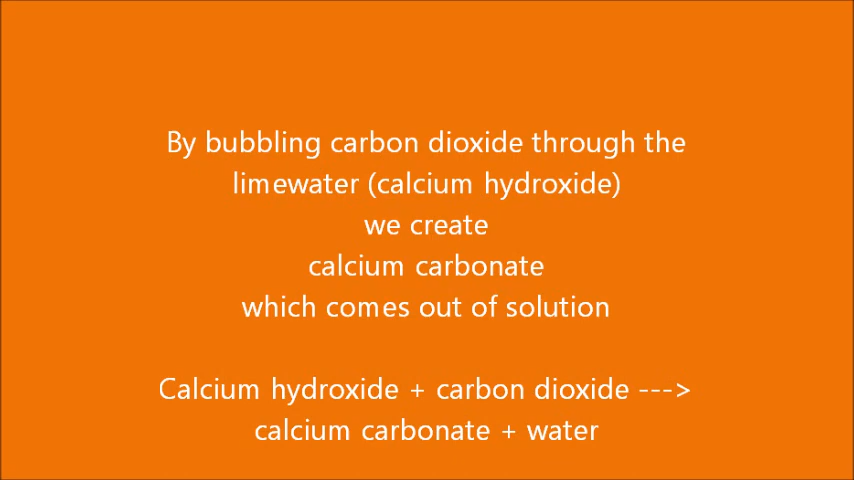 By bubbling carbon dioxide through the
limewater (calcium hydroxide)
we create
calcium carbonate
which comes out of solution
Calcium hydroxide + carbon dioxide --->
calcium carbonate + water